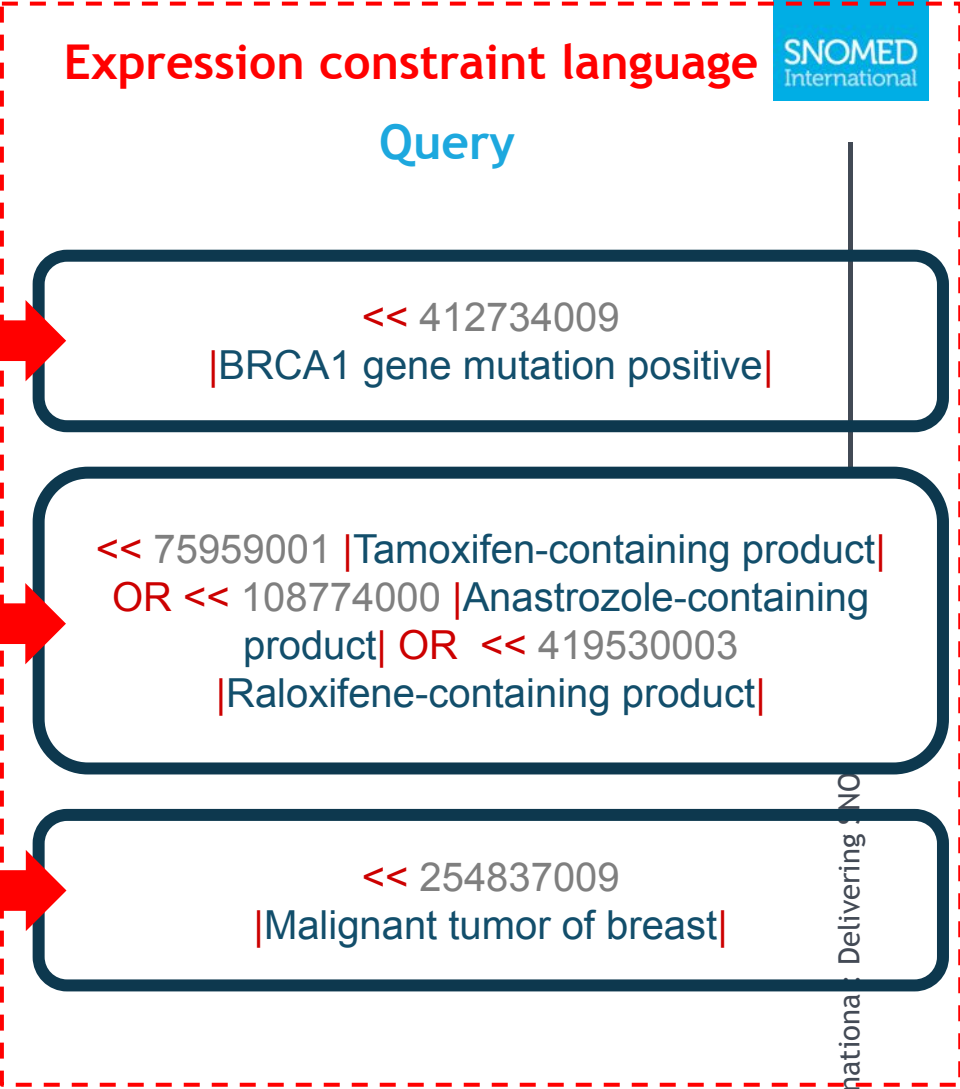 Expression constraint language
SNOMED
International
Query
<< 412734009
|BRCA1 gene mutation positive|
<< 75959001 |Tamoxifen-containing product|
OR << 108774000 |Anastrozole-containing
product| OR << 419530003
|Raloxifene-containing product|
<< 254837009
|Malignant tumor of breast|
Delivering